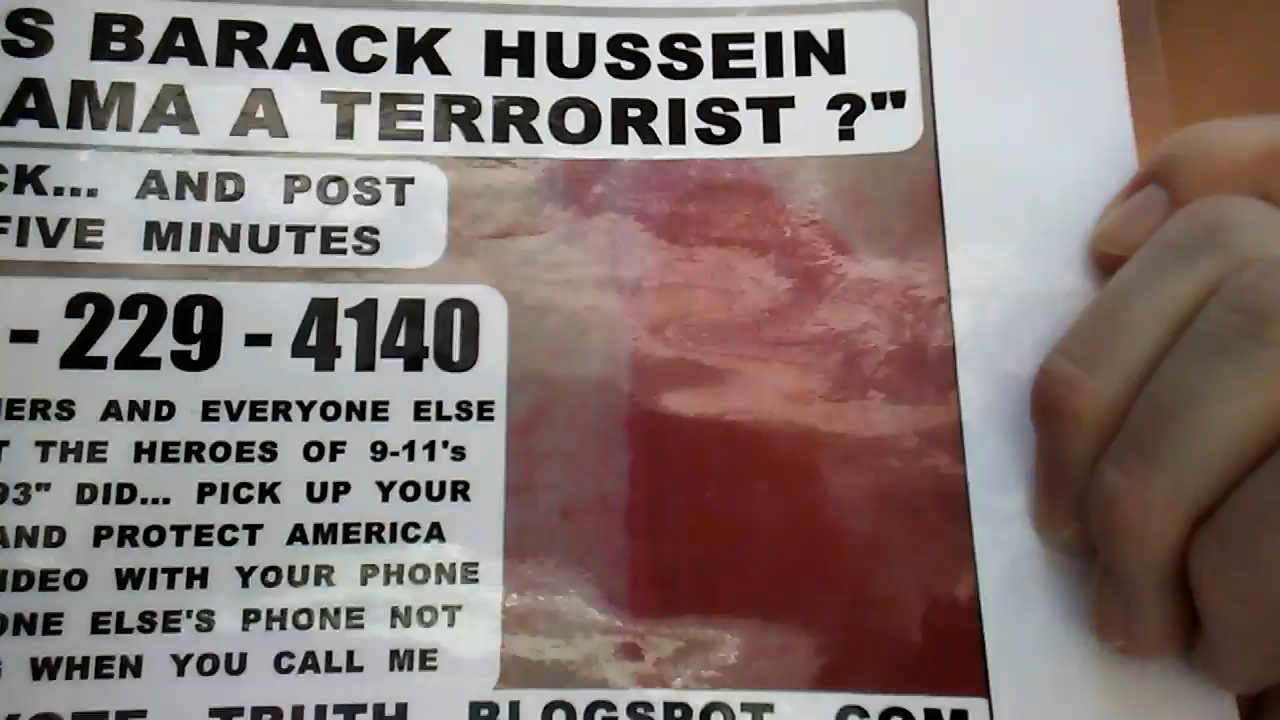 S BARACK HUSSEIN
AMA A TERRORIST ?"
CK... AND POST
FIVE MINUTES
- 229 - 4140
ERS AND EVERYONE ELSE
T THE HEROES OF 9-11's
93" DID... PICK UP YOUR
AND PROTECT AMERICA
IDEO WITH YOUR PHONE
ONE ELSE'S PHONE NOT
WHEN YOU CALL ME
VOTE TRUTH BLOGSPOT COM